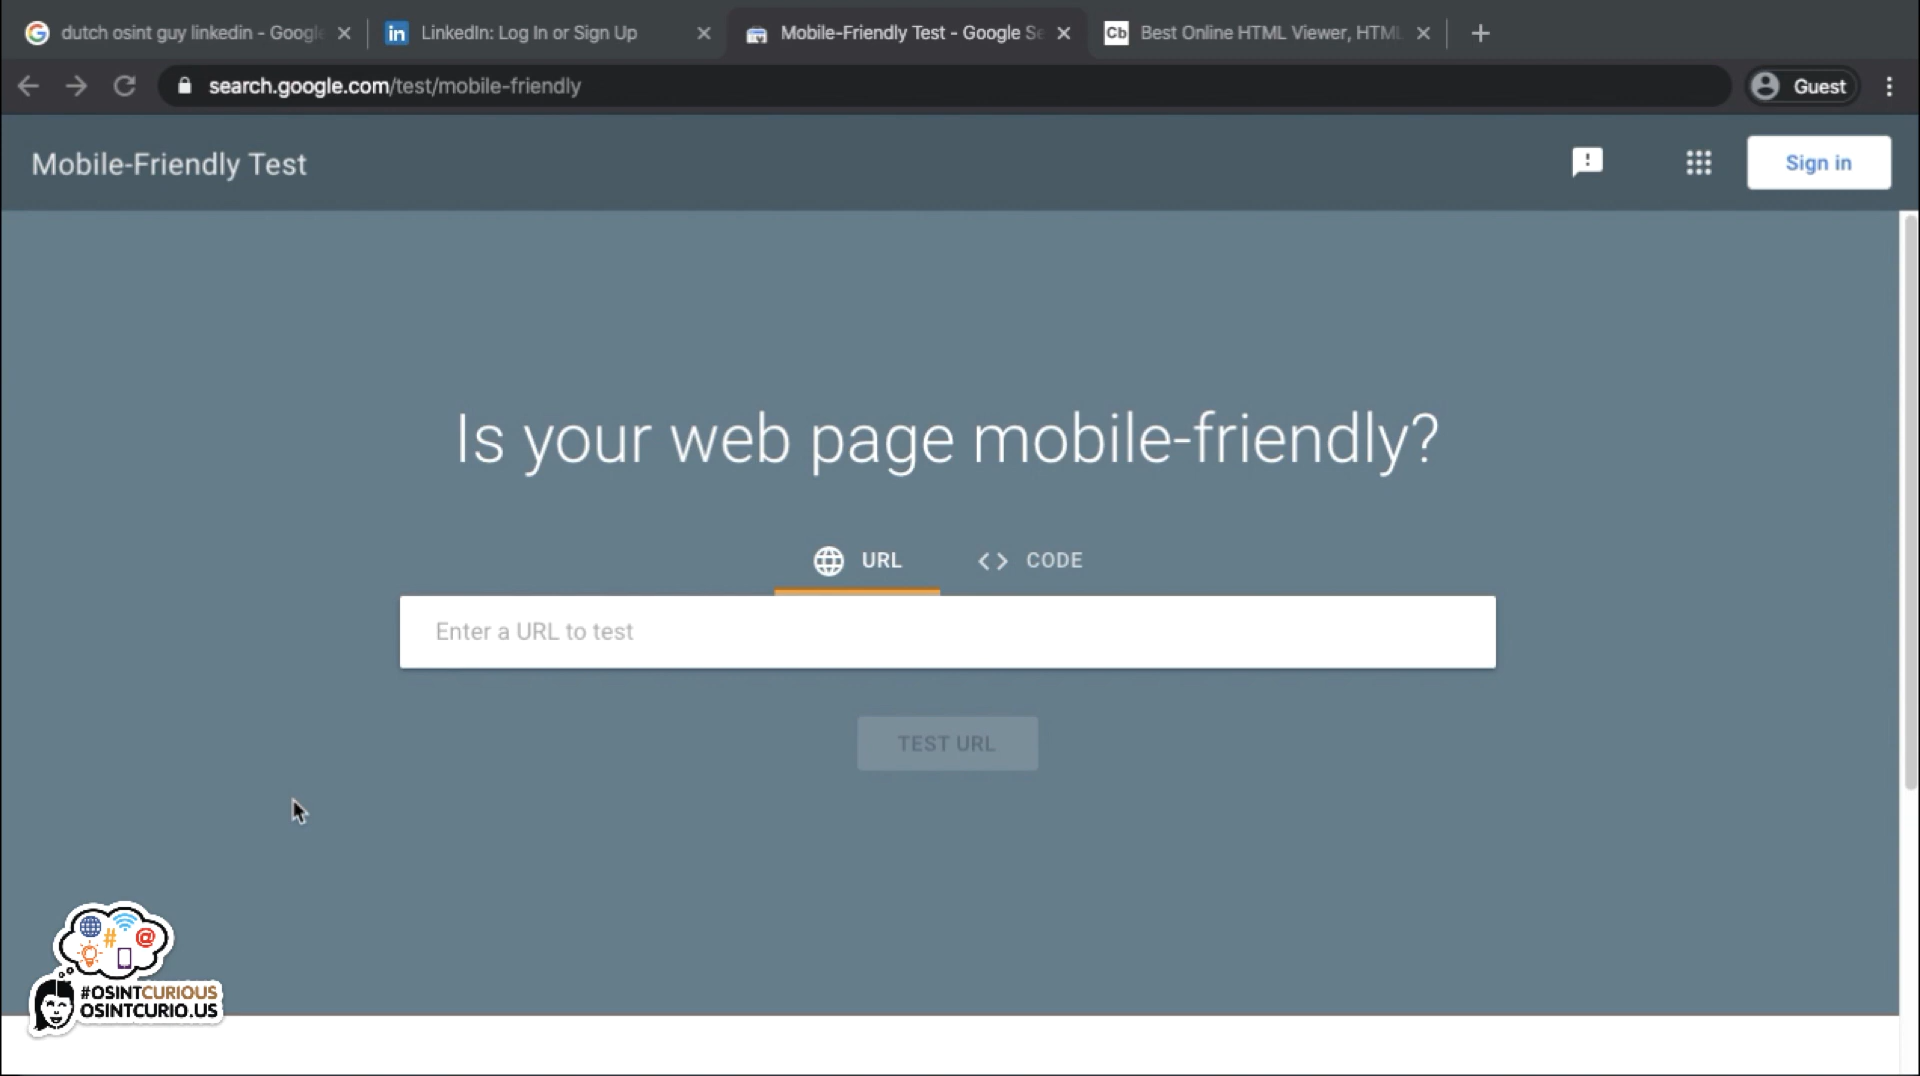 dutch osint guy linkedin - Google
LinkedIn: Log In or Sign Up
Mobile-Friendly Test - Google Se
Cb
Best Online HTML Viewer, HTML
search.google.com/test/mobile-friendly
Guest
Mobile-Friendly Test
Sign in
Is your web page mobile-friendly?
URL
<> CODE
Enter a URL to test
TEST URL
#OSINTCURIOUS
OSINTCURIO.US